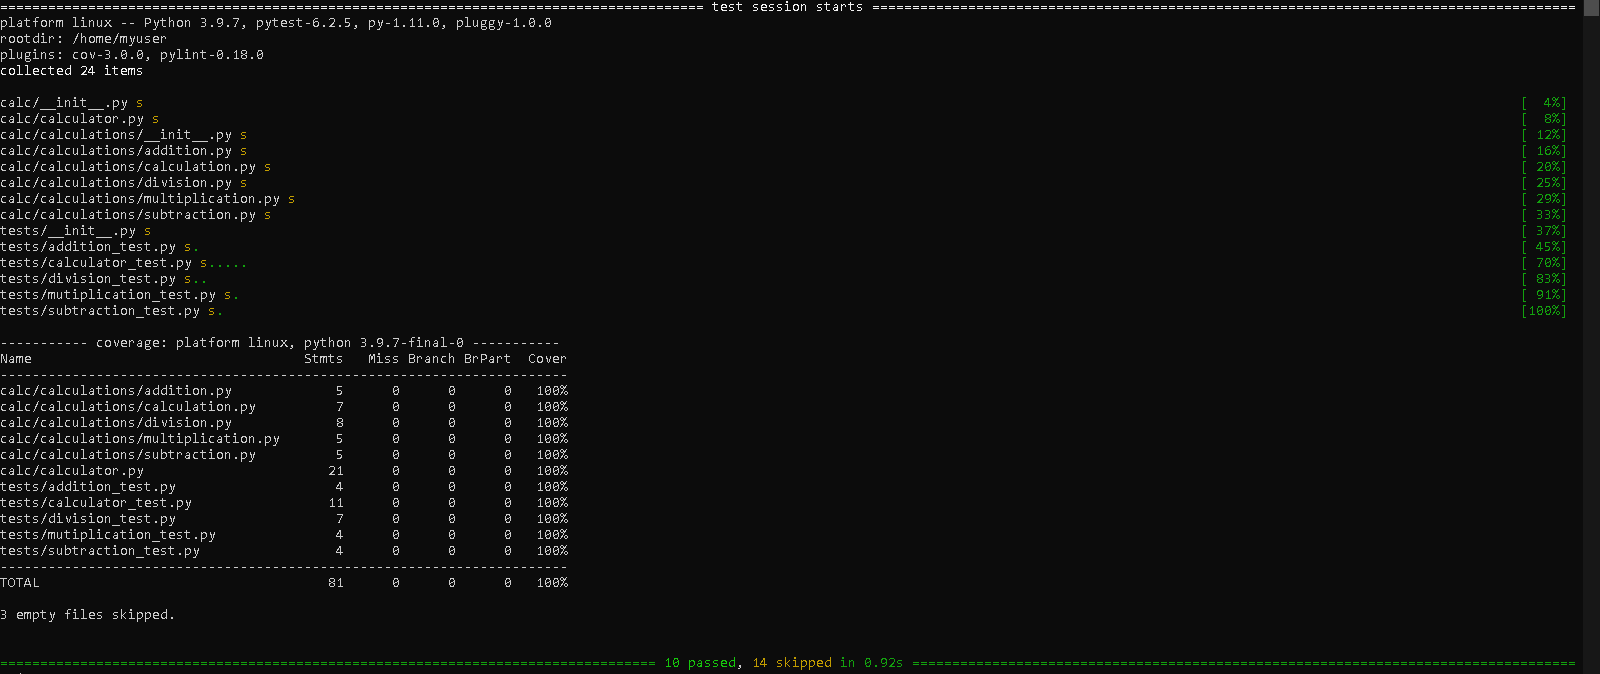 ======================================================================================== test session starts ========================================================================================
platform linux -- Python 3.9.7, pytest-6.2.5, py-1.11.0, pluggy-1.0.0
rootdir: /home/myuser
plugins: cov-3.0.0, pylint-0.18.0
collected 24 items
calc/__init__.py s [  4%]
calc/calculator.py s [  8%]
calc/calculations/__init__.py s [ 12%]
calc/calculations/addition.py s [ 16%]
calc/calculations/calculation.py s [ 20%]
calc/calculations/division.py s [ 25%]
calc/calculations/multiplication.py s [ 29%]
calc/calculations/subtraction.py s [ 33%]
tests/__init__.py s [ 37%]
tests/addition_test.py s. [ 45%]
tests/calculator_test.py s..... [ 70%]
tests/division_test.py s.. [ 83%]
tests/mutiplication_test.py s. [ 91%]
tests/subtraction_test.py s. [100%]
----------- coverage: platform linux, python 3.9.7-final-0 -----------
Name                                  Stmts   Miss Branch BrPart  Cover
-----------------------------------------------------------------------
calc/calculations/addition.py             5      0      0      0   100%
calc/calculations/calculation.py          7      0      0      0   100%
calc/calculations/division.py             8      0      0      0   100%
calc/calculations/multiplication.py       5      0      0      0   100%
calc/calculations/subtraction.py          5      0      0      0   100%
calc/calculator.py                       21      0      0      0   100%
tests/addition_test.py                    4      0      0      0   100%
tests/calculator_test.py                 11      0      0      0   100%
tests/division_test.py                    7      0      0      0   100%
tests/mutiplication_test.py               4      0      0      0   100%
tests/subtraction_test.py                 4      0      0      0   100%
-----------------------------------------------------------------------
TOTAL                                    81      0      0      0   100%
3 empty files skipped.
================================================================================== 10 passed, 14 skipped in 0.92s ===================================================================================